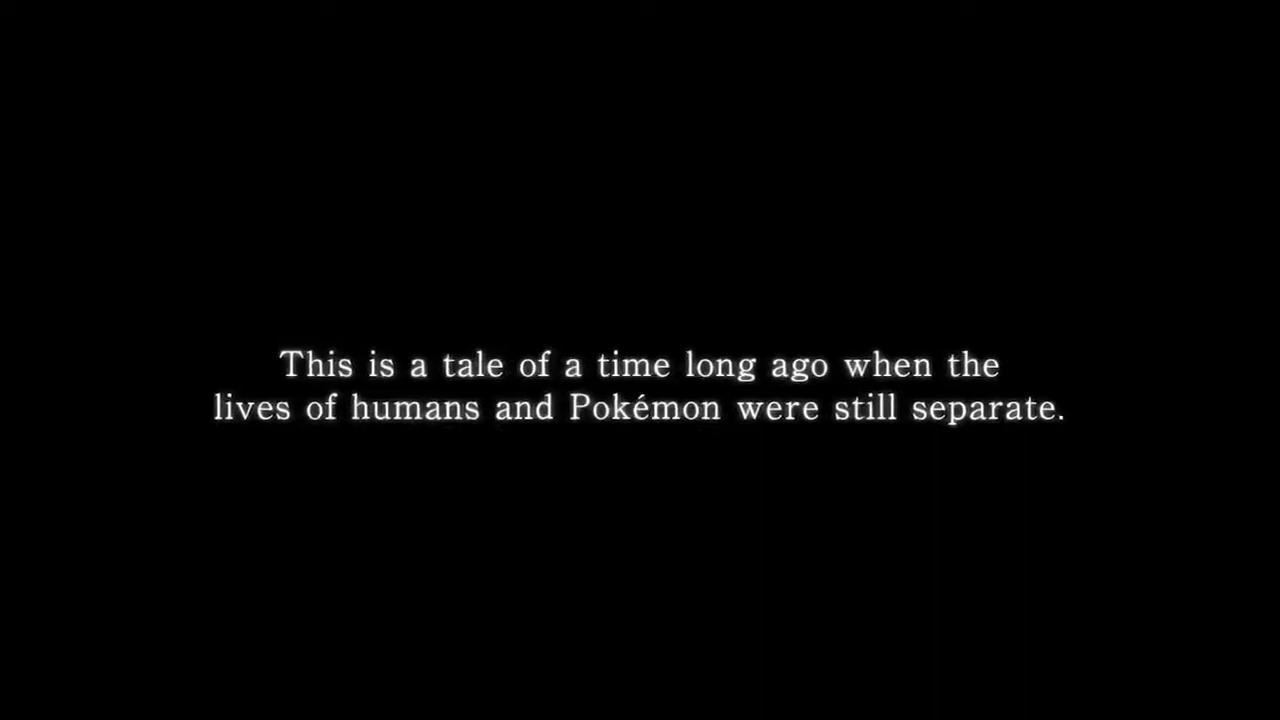 This is a tale of a time long ago when the
lives of humans and Pokémon were still separate.